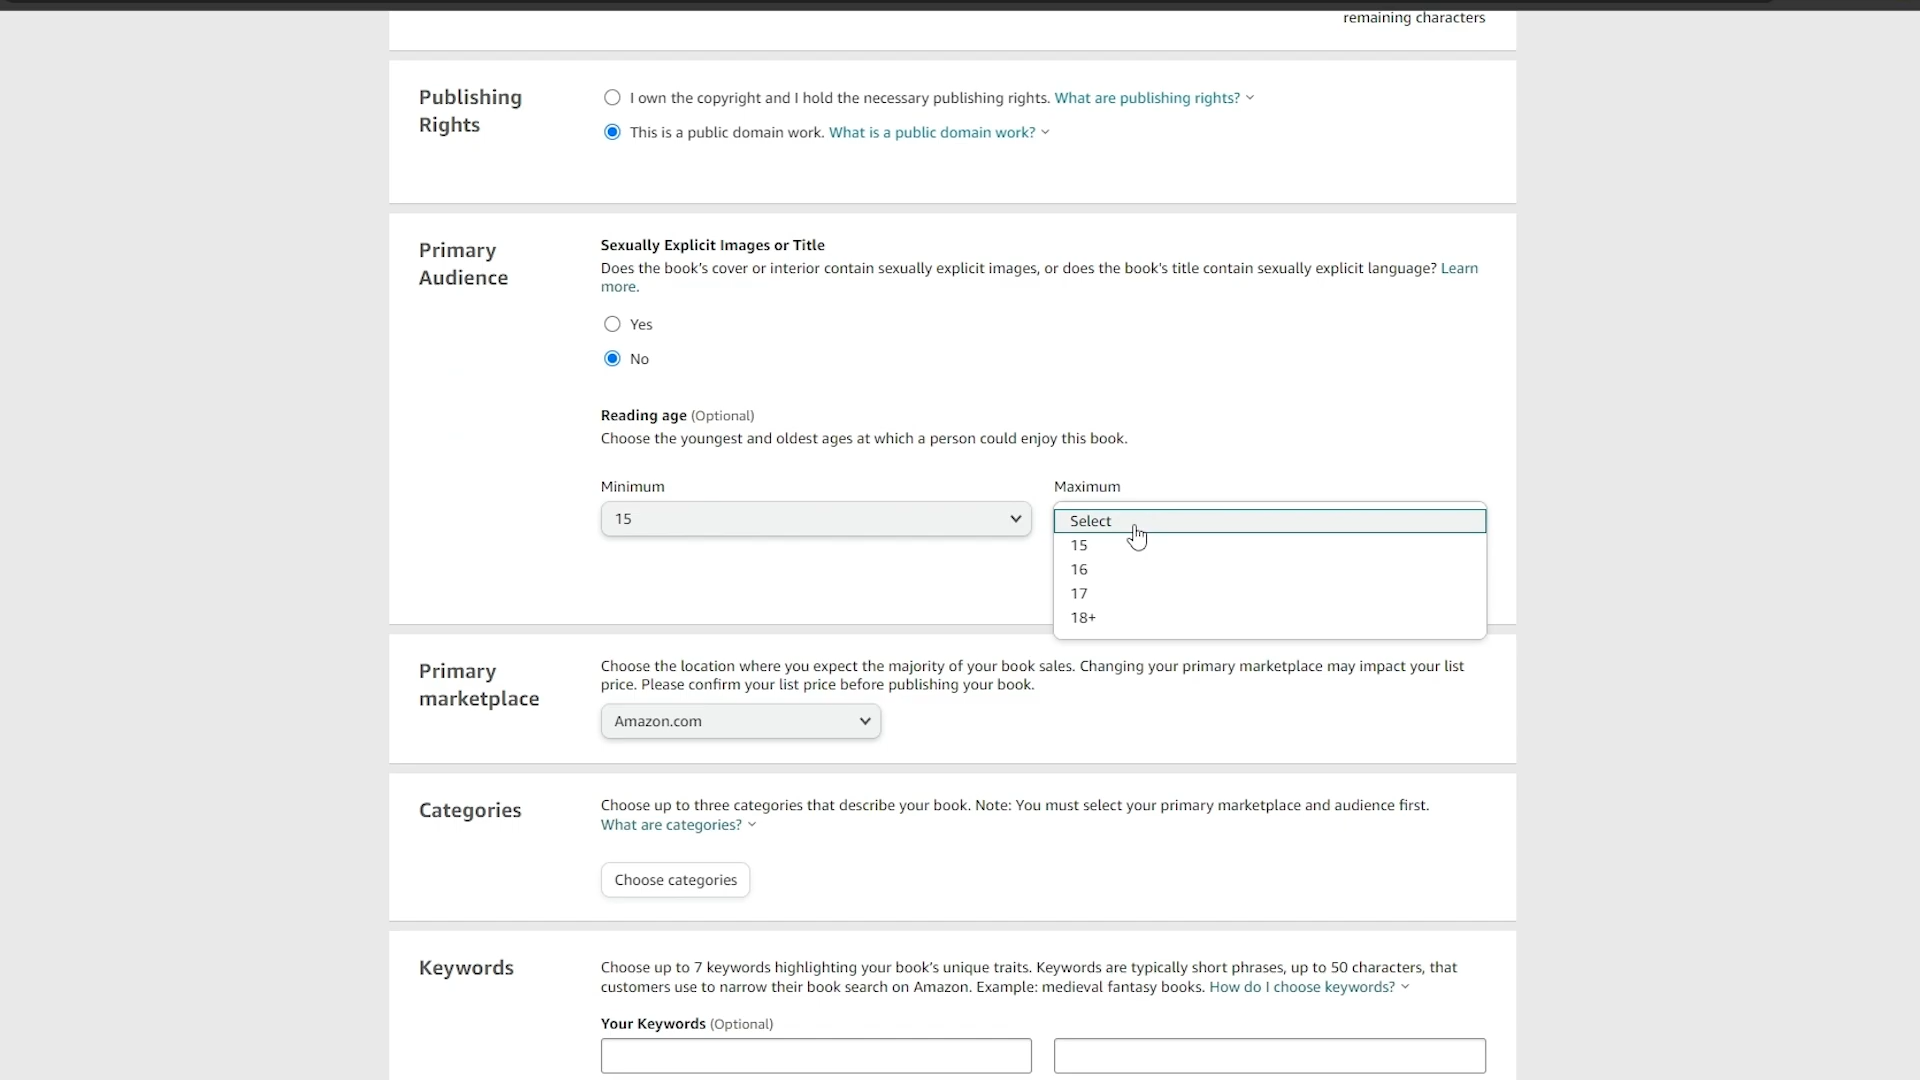 remaining characters
Publishing
Rights
I own the copyright and I hold the necessary publishing rights. What are publishing rights?
This is a public domain work. What is a public domain work?
Primary
Audience
Sexually Explicit Images or Title
Does the book's cover or interior contain sexually explicit images, or does the book's title contain sexually explicit language? Learn
more.
Yes
No
Reading age (Optional)
Choose the youngest and oldest ages at which a person could enjoy this book.
Minimum
Maximum
15
Select
15
16
17
18+
Primary
marketplace
Choose the location where you expect the majority of your book sales. Changing your primary marketplace may impact your list
price. Please confirm your list price before publishing your book.
Amazon.com
Categories
Choose up to three categories that describe your book. Note: You must select your primary marketplace and audience first.
What are categories?
Choose categories
Keywords
Choose up to 7 keywords highlighting your book's unique traits. Keywords are typically short phrases, up to 50 characters, that
customers use to narrow their book search on Amazon. Example: medieval fantasy books. How do I choose keywords?
Your Keywords (Optional)